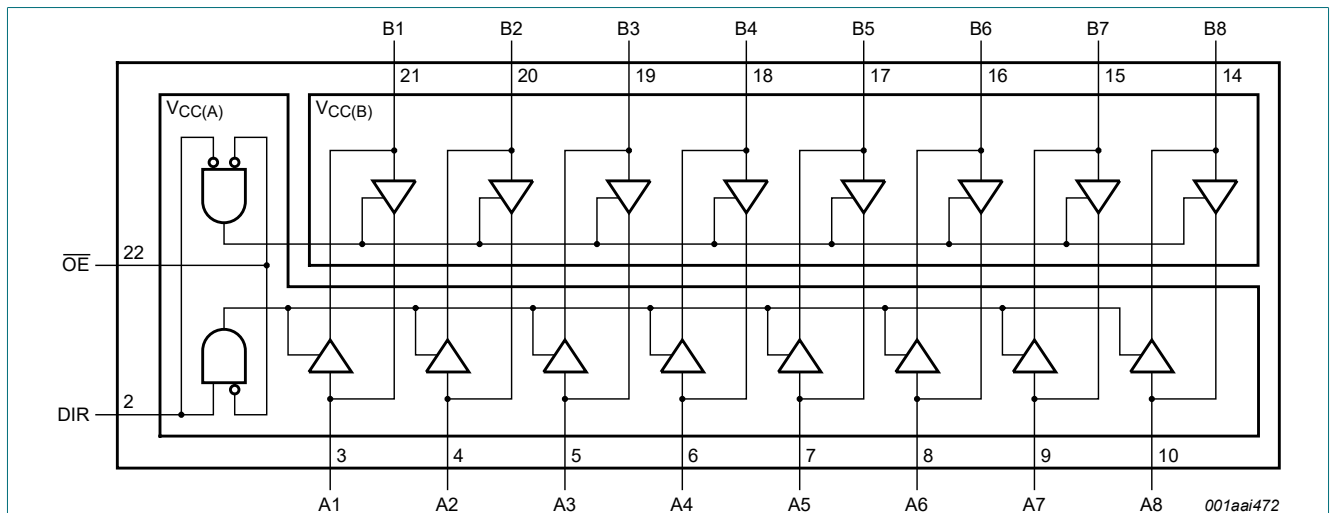 B1 B2 B3 B4 B5 B6 B7 B8
21 20 19 18 17 16 15 14
VCC(A) VCC(B)
OE 22
DIR 2
3 4 5 6 7 8 9 10
A1 A2 A3 A4 A5 A6 A7 A8 001aai472